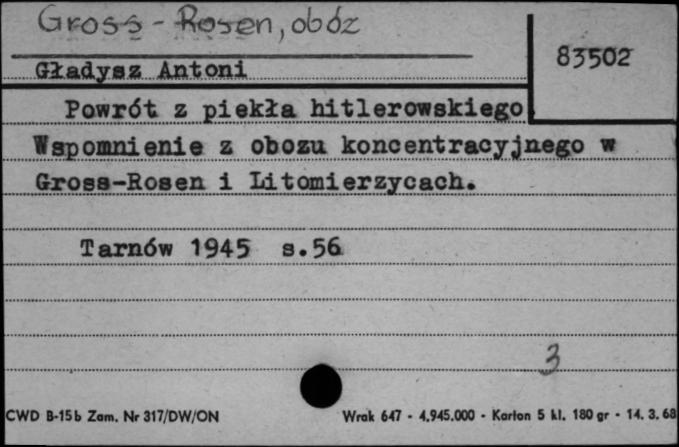 Gross-Rosen, obóz
83502
Gładysz Antoni
Powrót z piekła hitlerowskiego
Wspomnienie z obozu koncentracyjnego w
Gross-Rosen i Litomierzycach.
Tarnów 1945 s.56
3
CWD B-15b Zam. Nr 317/DW/ON Wrak 647 - 4.945.000 - Karton 5 kl. 180 gr - 14. 3. 68